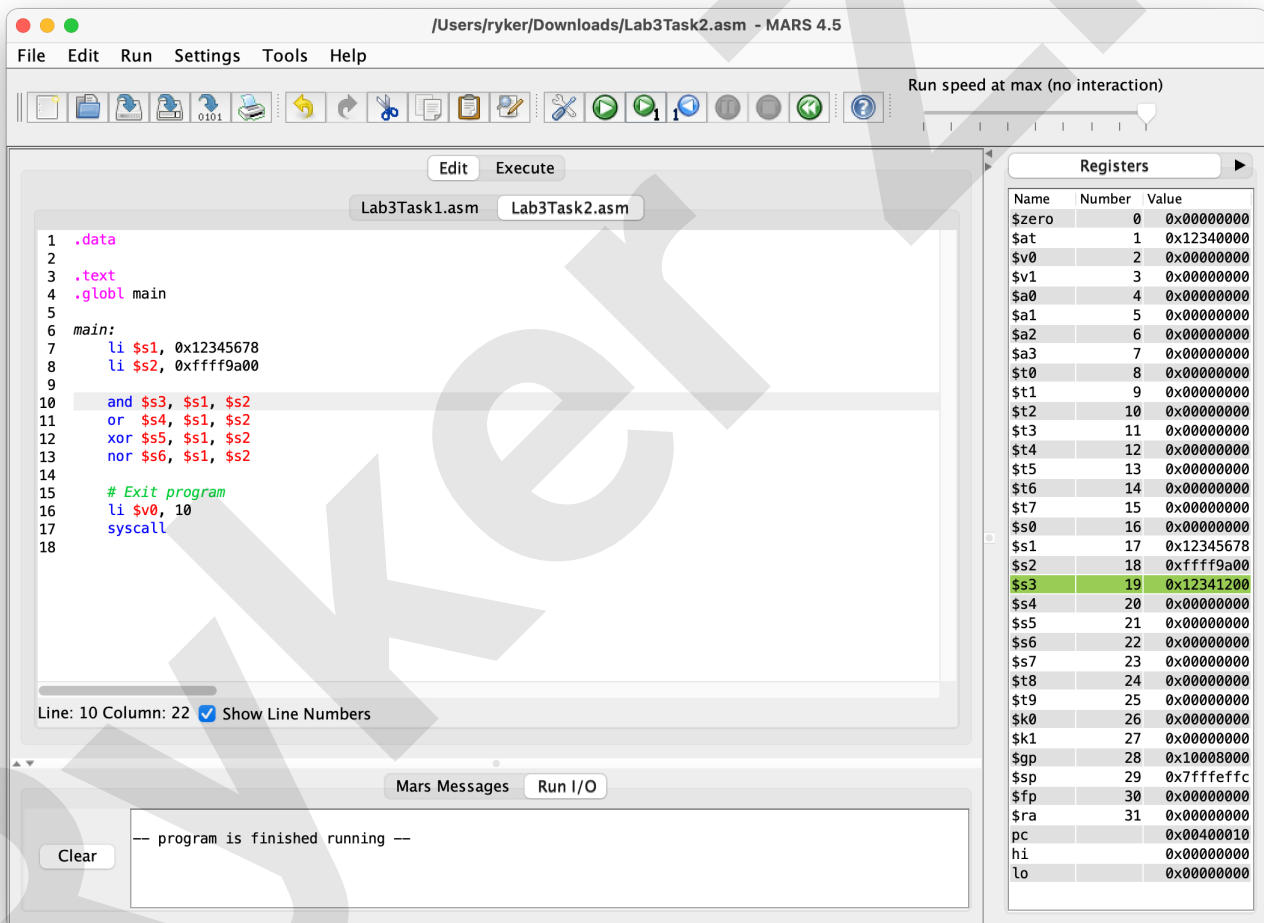 /Users/ryker/Downloads/Lab3Task2.asm - MARS 4.5
File Edit Run Settings Tools Help
Run speed at max (no interaction)
0101
1
1
Edit Execute
Lab3Task1.asm Lab3Task2.asm
1 .data
2
3 .text
4 .globl main
5
6 main:
7 li $s1, 0x12345678
8 li $s2, 0xffff9a00
9
10 and $s3, $s1, $s2
11 or $s4, $s1, $s2
12 xor $s5, $s1, $s2
13 nor $s6, $s1, $s2
14
15 # Exit program
16 li $v0, 10
17 syscall
18
Line: 10 Column: 22 Show Line Numbers
Mars Messages Run I/O
Clear
-- program is finished running --
Registers
Name Number Value
$zero 0 0x00000000
$at 1 0x12340000
$v0 2 0x00000000
$v1 3 0x00000000
$a0 4 0x00000000
$a1 5 0x00000000
$a2 6 0x00000000
$a3 7 0x00000000
$t0 8 0x00000000
$t1 9 0x00000000
$t2 10 0x00000000
$t3 11 0x00000000
$t4 12 0x00000000
$t5 13 0x00000000
$t6 14 0x00000000
$t7 15 0x00000000
$s0 16 0x00000000
$s1 17 0x12345678
$s2 18 0xffff9a00
$s3 19 0x12341200
$s4 20 0x00000000
$s5 21 0x00000000
$s6 22 0x00000000
$s7 23 0x00000000
$t8 24 0x00000000
$t9 25 0x00000000
$k0 26 0x00000000
$k1 27 0x00000000
$gp 28 0x10008000
$sp 29 0x7fffeffc
$fp 30 0x00000000
$ra 31 0x00000000
pc 0x00400010
hi 0x00000000
lo 0x00000000
Ryker